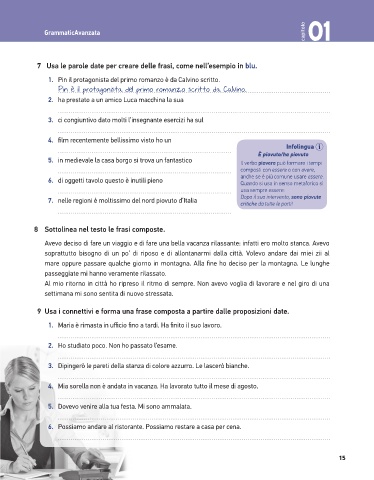 GrammaticAvanzata
capitolo 01
7 Usa le parole date per creare delle frasi, come nell'esempio in blu.
1. Pin il protagonista del primo romanzo è da Calvino scritto.
Pin è il protagonista del primo romanzo scritto da Calvino.
2. ha prestato a un amico Luca macchina la sua
3. ci congiuntivo dato molti l'insegnante esercizi ha sul
4. film recentemente bellissimo visto ho un
5. in medievale la casa borgo si trova un fantastico
6. di oggetti tavolo questo è inutili pieno
7. nelle regioni è moltissimo del nord piovuto d'Italia
Infolingua i
È piovuto/ha piovuto
Il verbo piovere può formare i tempi
composti con essere o con avere,
anche se è più comune usare essere.
Quando si usa in senso metaforico si
usa sempre essere:
Dopo il suo intervento, sono piovute
critiche da tutte le parti!
8 Sottolinea nel testo le frasi composte.
Avevo deciso di fare un viaggio e di fare una bella vacanza rilassante: infatti ero molto stanca. Avevo
soprattutto bisogno di un po' di riposo e di allontanarmi dalla città. Volevo andare dai miei zii al
mare oppure passare qualche giorno in montagna. Alla fine ho deciso per la montagna. Le lunghe
passeggiate mi hanno veramente rilassato.
Al mio ritorno in città ho ripreso il ritmo di sempre. Non avevo voglia di lavorare e nel giro di una
settimana mi sono sentita di nuovo stressata.
9 Usa i connettivi e forma una frase composta a partire dalle proposizioni date.
1. Maria è rimasta in ufficio fino a tardi. Ha finito il suo lavoro.
2. Ho studiato poco. Non ho passato l'esame.
3. Dipingerò le pareti della stanza di colore azzurro. Le lascerò bianche.
4. Mia sorella non è andata in vacanza. Ha lavorato tutto il mese di agosto.
5. Dovevo venire alla tua festa. Mi sono ammalata.
6. Possiamo andare al ristorante. Possiamo restare a casa per cena.
15